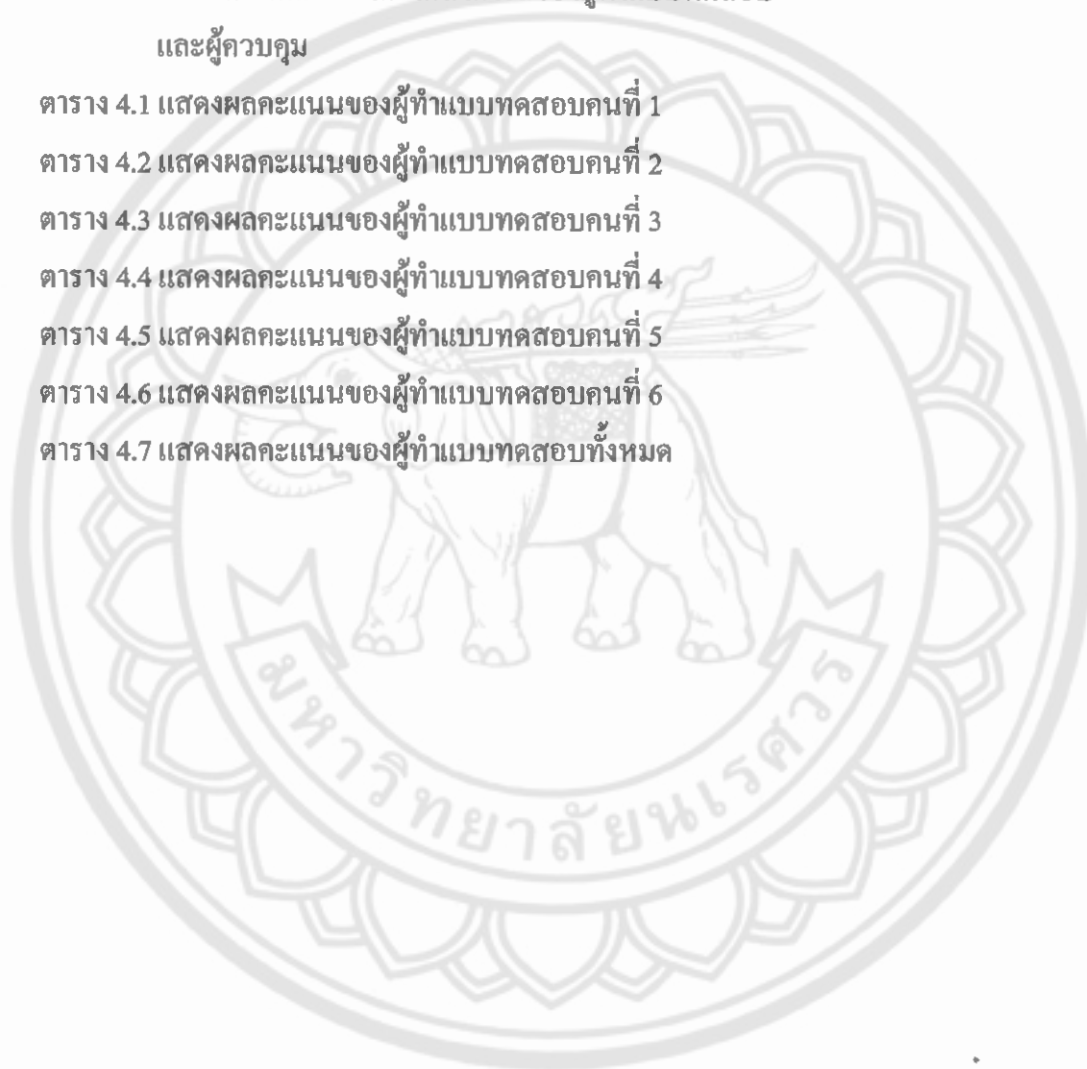 และผู้ควบคุม
ตาราง 4.1 แสดงผลคะแนนของผู้ทำแบบทดสอบคนที่ 1
ตาราง 4.2 แสดงผลคะแนนของผู้ทำแบบทดสอบคนที่ 2
ตาราง 4.3 แสดงผลคะแนนของผู้ทำแบบทดสอบคนที่ 3
ตาราง 4.4 แสดงผลคะแนนของผู้ทำแบบทดสอบคนที่ 4
ตาราง 4.5 แสดงผลคะแนนของผู้ทำแบบทดสอบคนที่ 5
ตาราง 4.6 แสดงผลคะแนนของผู้ทำแบบทดสอบคนที่ 6
ตาราง 4.7 แสดงผลคะแนนของผู้ทำแบบทดสอบทั้งหมด
มหาวิทยาลัยนเรศวร